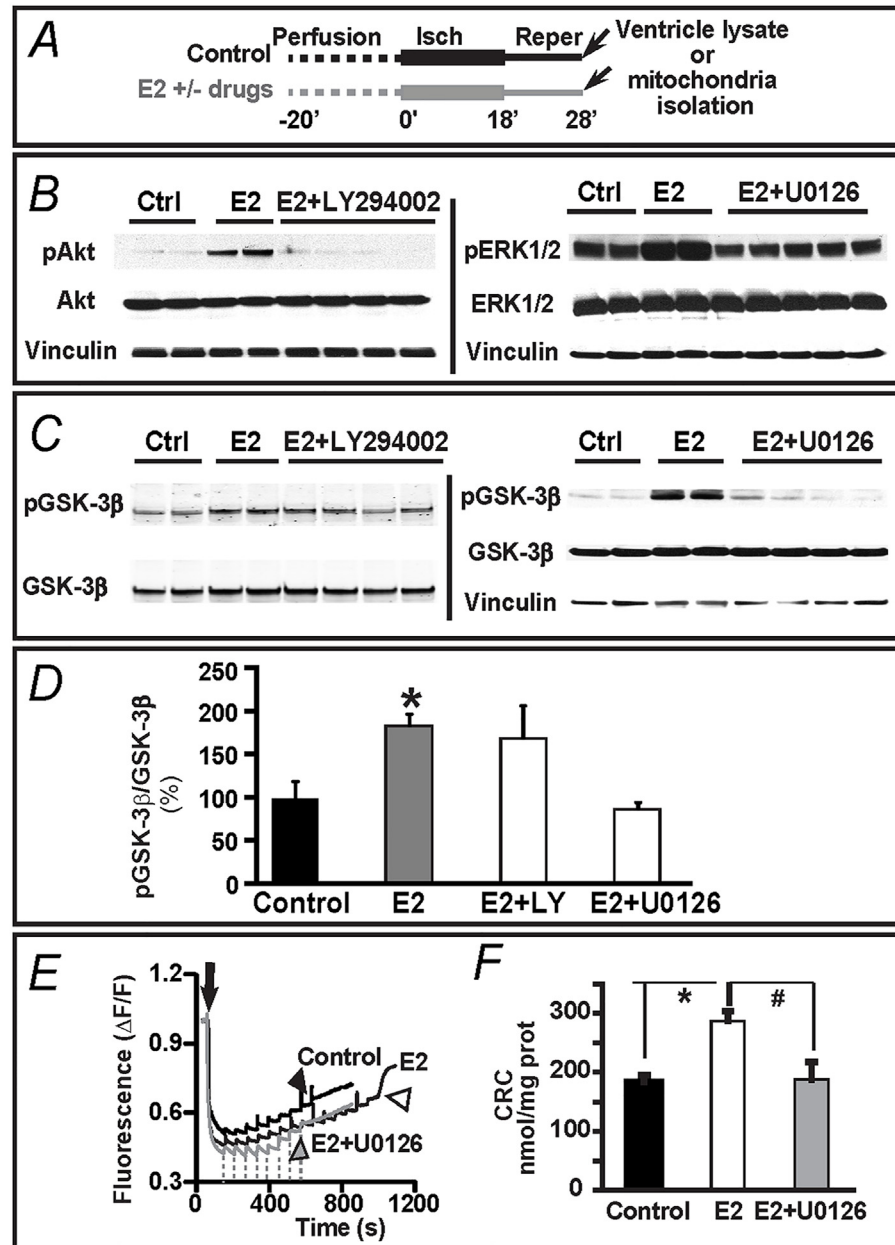 A
Perfusion Isch Reper
Control
Ventricle lysate
or
mitochondria
isolation
E2 +/- drugs
-20' 0' 18' 28'
B
Ctrl E2 E2+LY294002
pAkt
Akt
Vinculin
Ctrl E2 E2+U0126
pERK1/2
ERK1/2
Vinculin
C
Ctrl E2 E2+LY294002
pGSK-3β
GSK-3β
Ctrl E2 E2+U0126
pGSK-3β
GSK-3β
Vinculin
D
pGSK-3β/GSK-3β
(%)
250
200
150
100
50
0
*
Control E2 E2+LY E2+U0126
E
Fluorescence (ΔF/F)
1.2
0.9
0.6
0.3
Control
E2
E2+U0126
0 400 800 1200
Time (s)
F
CRC
nmol/mg prot
300
200
100
0
* #
Control E2 E2+U0126